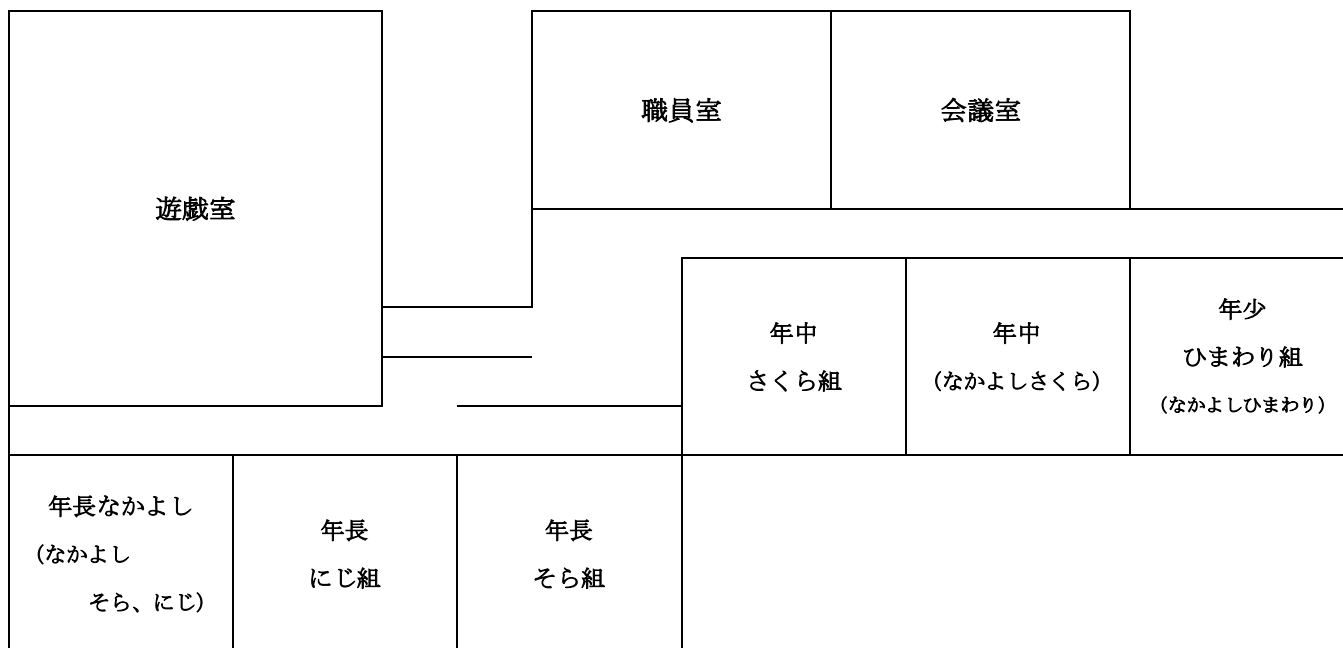 遊戯室
職員室
会議室
年中
さくら組
年中
(なかよしさくら)
年少
ひまわり組
(なかよしひまわり)
年長なかよし
(なかよし
そら、にじ)
年長
にじ組
年長
そら組